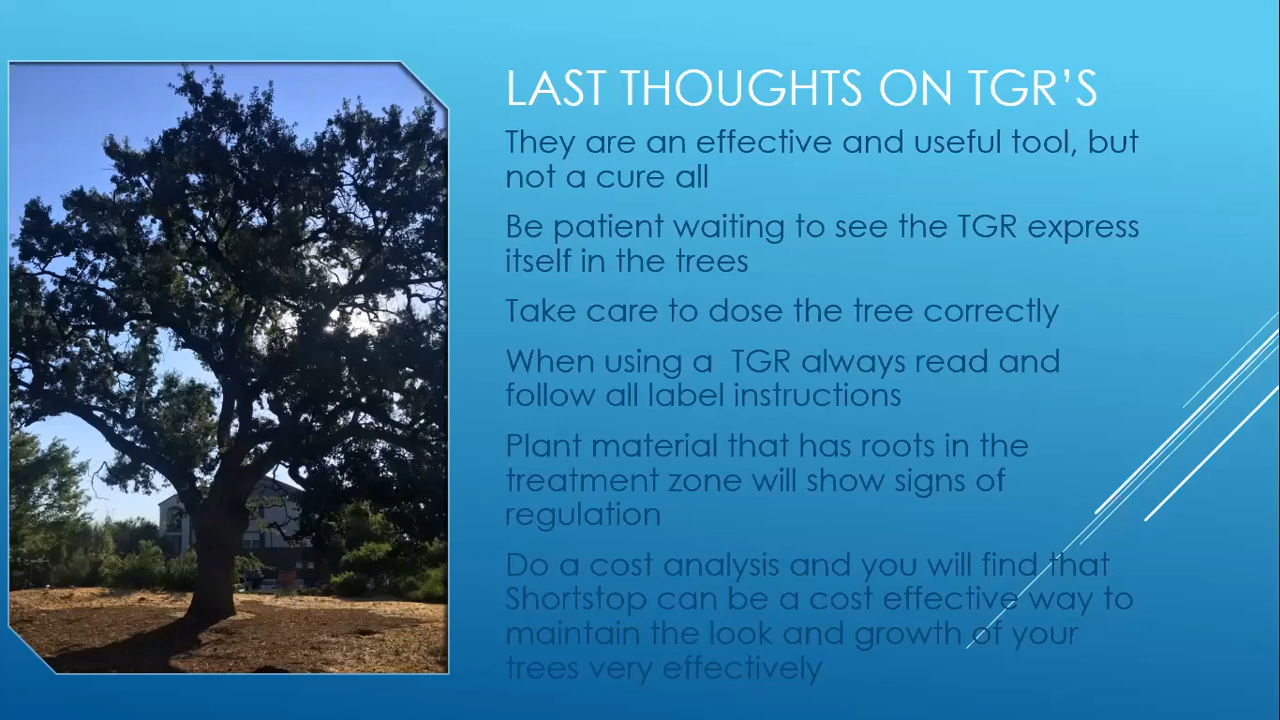 LAST THOUGHTS ON TGR'S
They are an effective and useful tool, but
not a cure all
Be patient waiting to see the TGR express
itself in the trees
Take care to dose the tree correctly
When using a  TGR always read and
follow all label instructions
Plant material that has roots in the
treatment zone will show signs of
regulation
Do a cost analysis and you will find that
Shortstop can be a cost effective way to
maintain the look and growth of your
trees very effectively